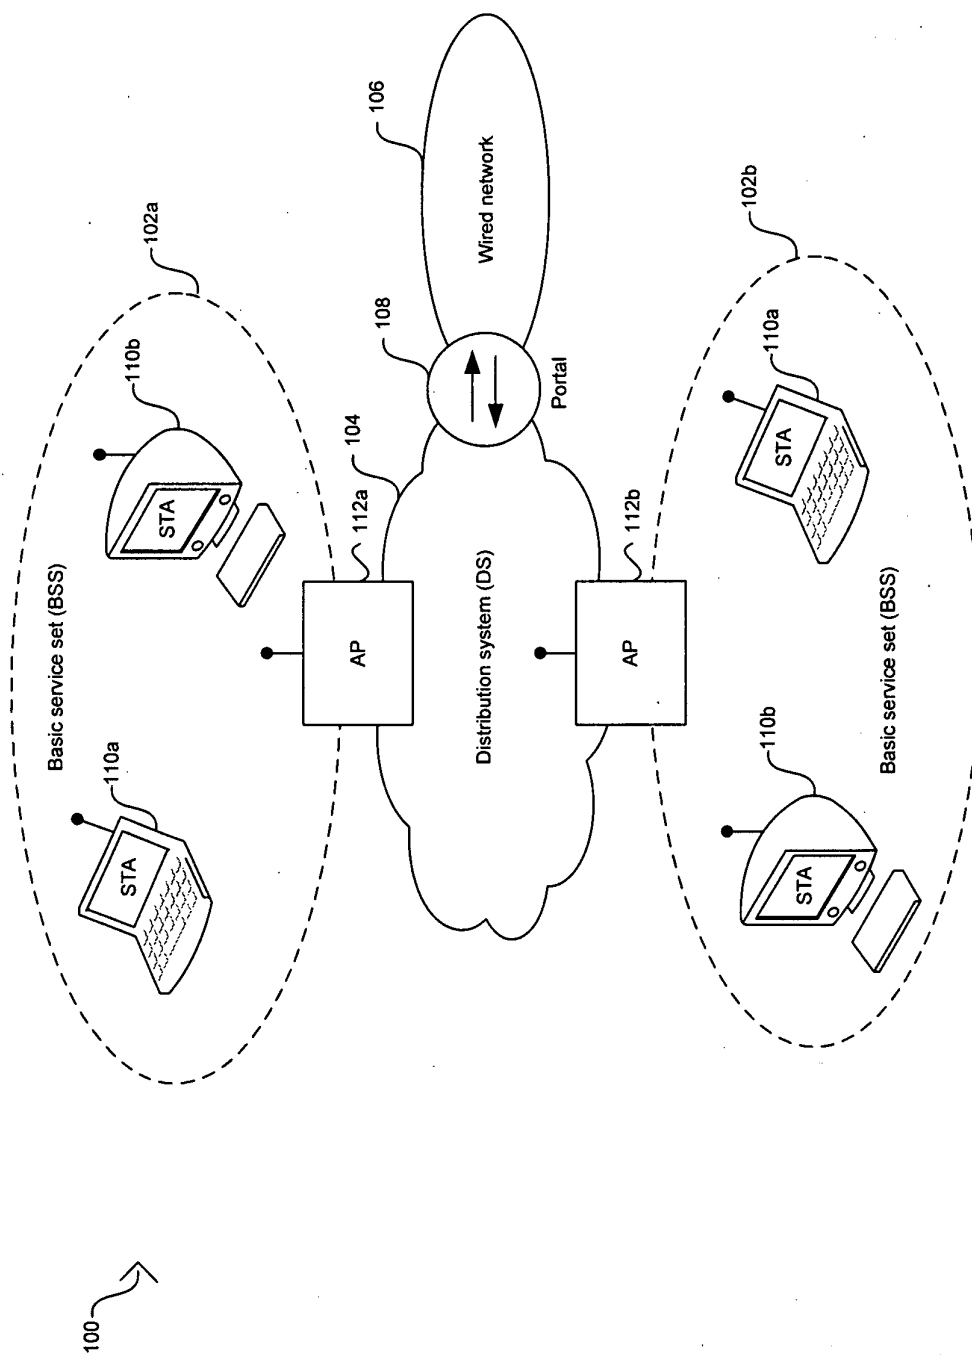 100
102a
Basic service set (BSS)
110a
STA
110b
STA
AP
112a
104
Distribution system (DS)
108
Portal
106
Wired network
AP
112b
102b
110b
STA
110a
STA
Basic service set (BSS)